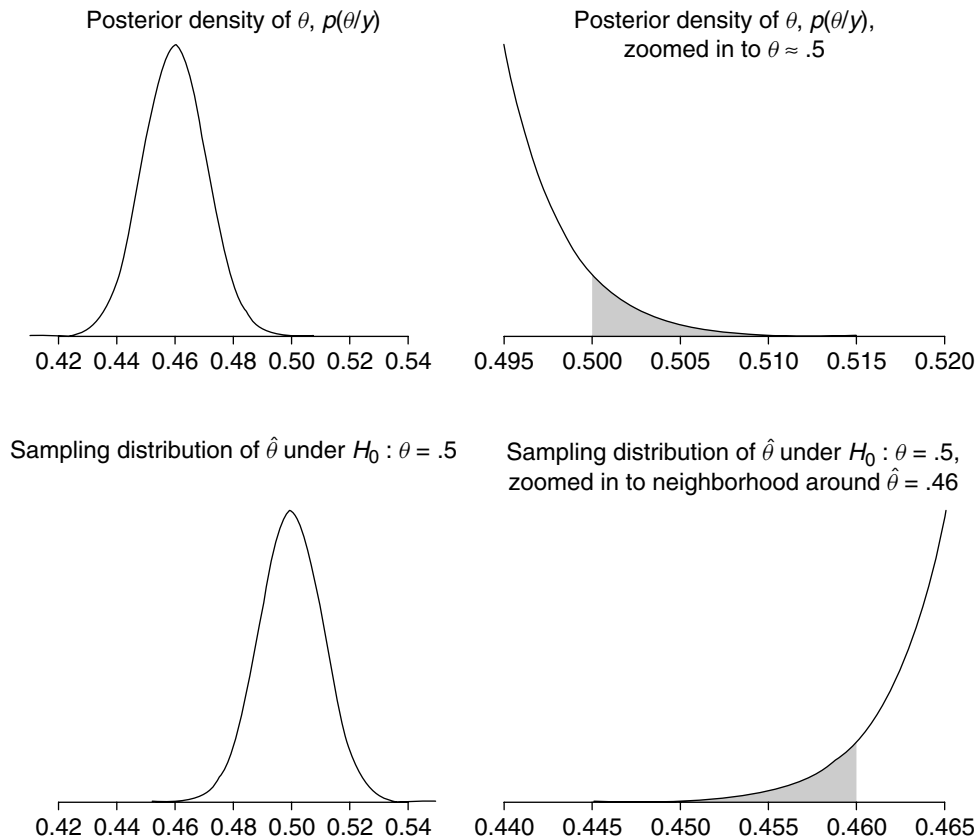 Posterior density of θ, p(θ/y)
0.42 0.44 0.46 0.48 0.50 0.52 0.54
Posterior density of θ, p(θ/y),
zoomed in to θ ≈ .5
0.495 0.500 0.505 0.510 0.515 0.520
Sampling distribution of θ̂ under H₀ : θ = .5
0.42 0.44 0.46 0.48 0.50 0.52 0.54
Sampling distribution of θ̂ under H₀ : θ = .5,
zoomed in to neighborhood around θ̂ = .46
0.440 0.445 0.450 0.455 0.460 0.465